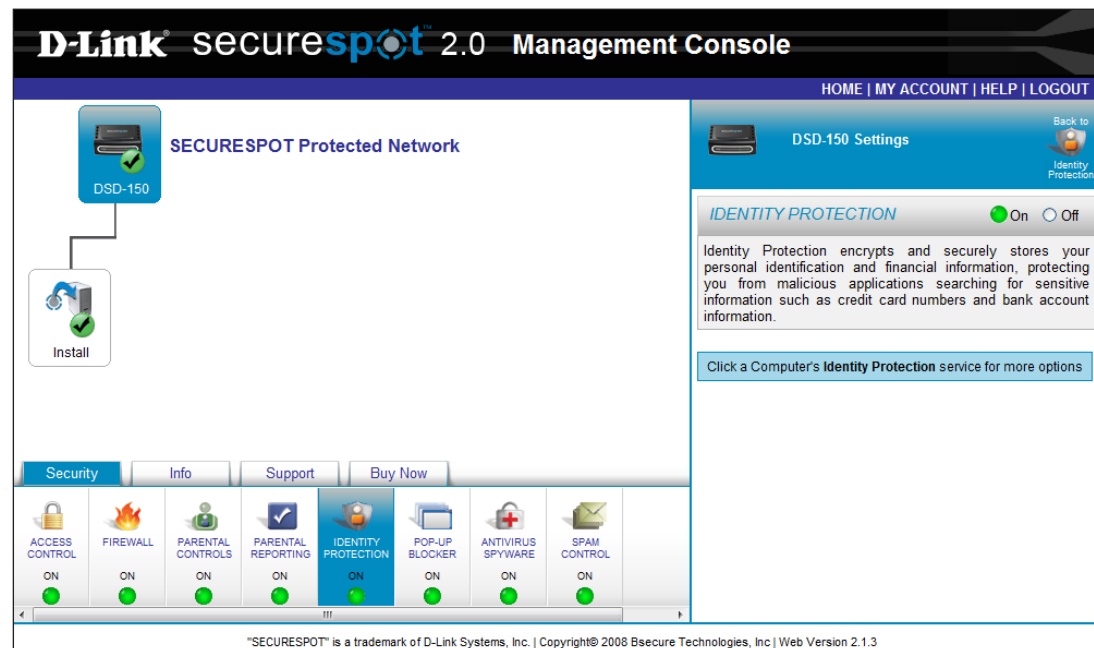 D-Link® securespot™ 2.0 Management Console
HOME | MY ACCOUNT | HELP | LOGOUT
DSD-150
SECURESPOT Protected Network
Install
DSD-150 Settings
Back to
Identity
Protection
IDENTITY PROTECTION
On
Off
Identity Protection encrypts and securely stores your
personal identification and financial information, protecting
you from malicious applications searching for sensitive
information such as credit card numbers and bank account
information.
Click a Computer's Identity Protection service for more options
Security
Info
Support
Buy Now
ACCESS
CONTROL
ON
FIREWALL
ON
PARENTAL
CONTROLS
ON
PARENTAL
REPORTING
ON
IDENTITY
PROTECTION
ON
POP-UP
BLOCKER
ON
ANTIVIRUS
SPYWARE
ON
SPAM
CONTROL
ON
"SECURESPOT" is a trademark of D-Link Systems, Inc. | Copyright© 2008 Bsecure Technologies, Inc | Web Version 2.1.3